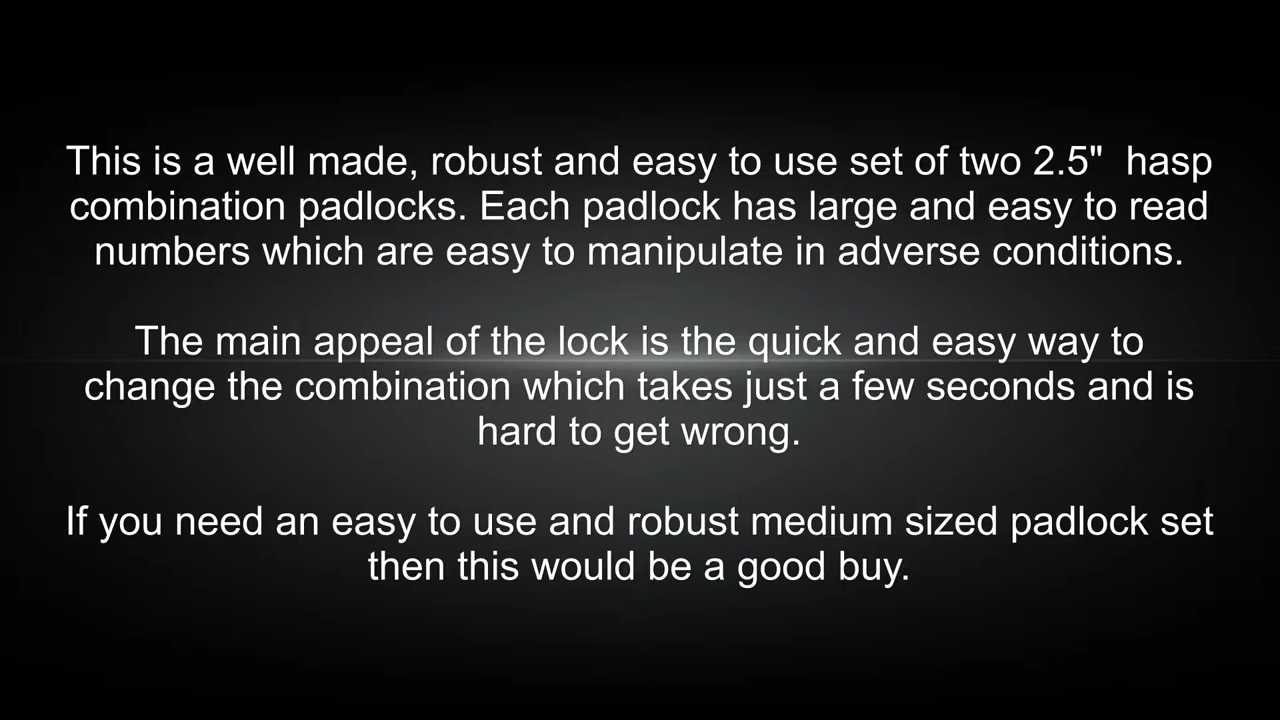 This is a well made, robust and easy to use set of two 2.5"  hasp
combination padlocks. Each padlock has large and easy to read
numbers which are easy to manipulate in adverse conditions.
The main appeal of the lock is the quick and easy way to
change the combination which takes just a few seconds and is
hard to get wrong.
If you need an easy to use and robust medium sized padlock set
then this would be a good buy.